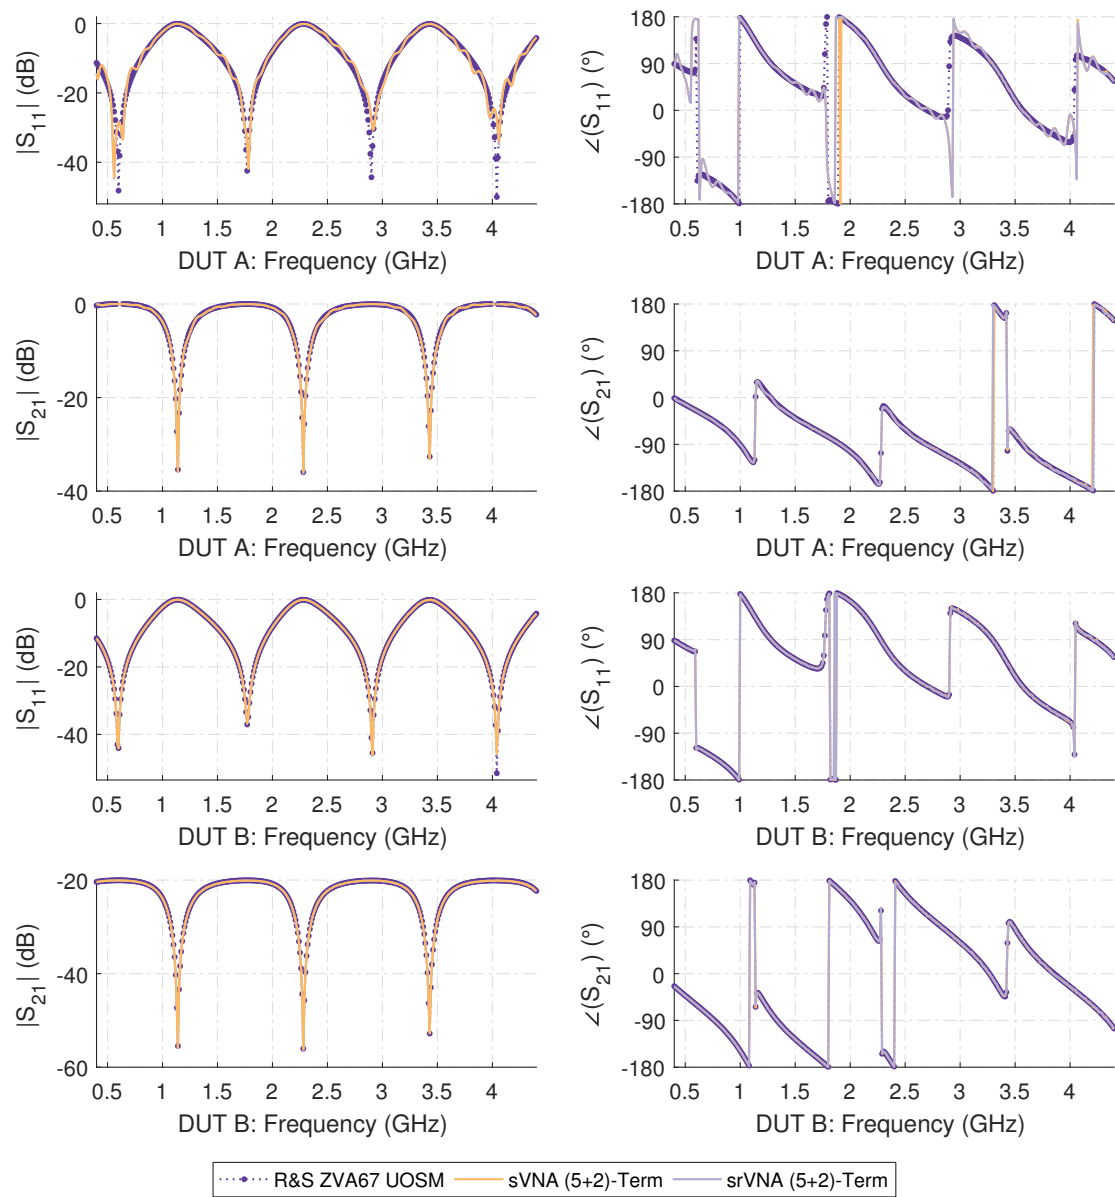 0
-20
-40
|S11| (dB)
0.5 1 1.5 2 2.5 3 3.5 4
DUT A: Frequency (GHz)
180
90
0
-90
-180
∠(S11) (°)
0.5 1 1.5 2 2.5 3 3.5 4
DUT A: Frequency (GHz)
0
-20
-40
|S21| (dB)
0.5 1 1.5 2 2.5 3 3.5 4
DUT A: Frequency (GHz)
180
90
0
-90
-180
∠(S21) (°)
0.5 1 1.5 2 2.5 3 3.5 4
DUT A: Frequency (GHz)
0
-20
-40
|S11| (dB)
0.5 1 1.5 2 2.5 3 3.5 4
DUT B: Frequency (GHz)
180
90
0
-90
-180
∠(S11) (°)
0.5 1 1.5 2 2.5 3 3.5 4
DUT B: Frequency (GHz)
-20
-40
-60
|S21| (dB)
0.5 1 1.5 2 2.5 3 3.5 4
DUT B: Frequency (GHz)
180
90
0
-90
-180
∠(S21) (°)
0.5 1 1.5 2 2.5 3 3.5 4
DUT B: Frequency (GHz)
R&S ZVA67 UOSM sVNA (5+2)-Term srVNA (5+2)-Term